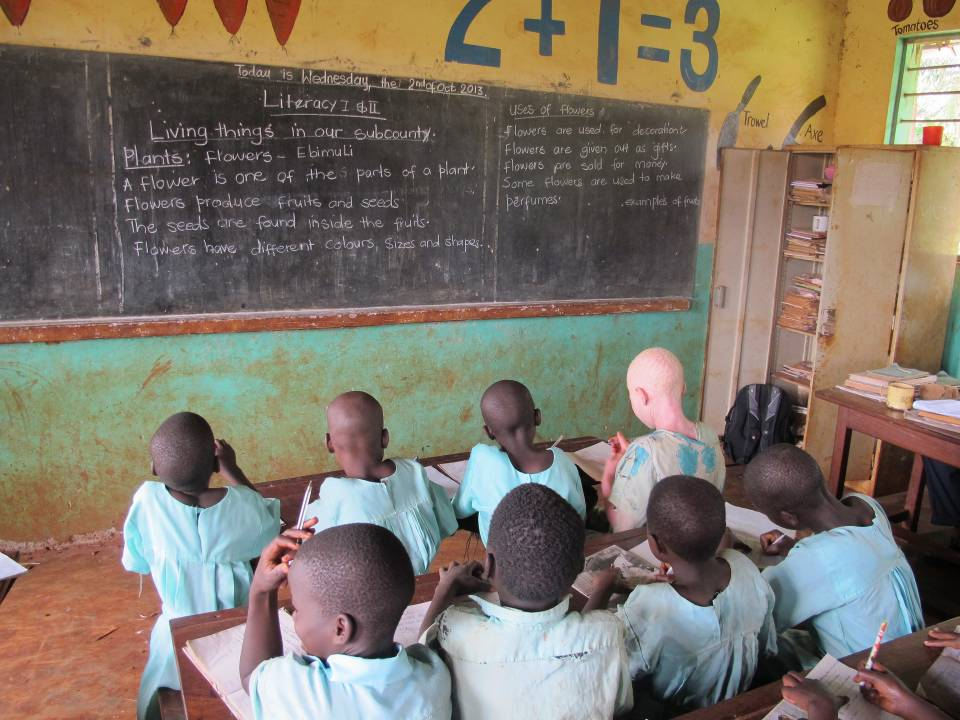 2+1=3
Tomatoes
Trowel
Axe
Today is Wednesday, the 2nd of Oct 2013.
Literacy I & II
Living things in our subcounty.
Plants: flowers - Ebimuli
A flower is one of the parts of a plant.
Flowers produce fruits and seeds
The seeds are found inside the fruits.
Flowers have different colours, sizes and shapes.
Uses of flowers
Flowers are used for decoration.
Flowers are given out as gifts.
Flowers are sold for money.
Some flowers are used to make
perfumes. examples of